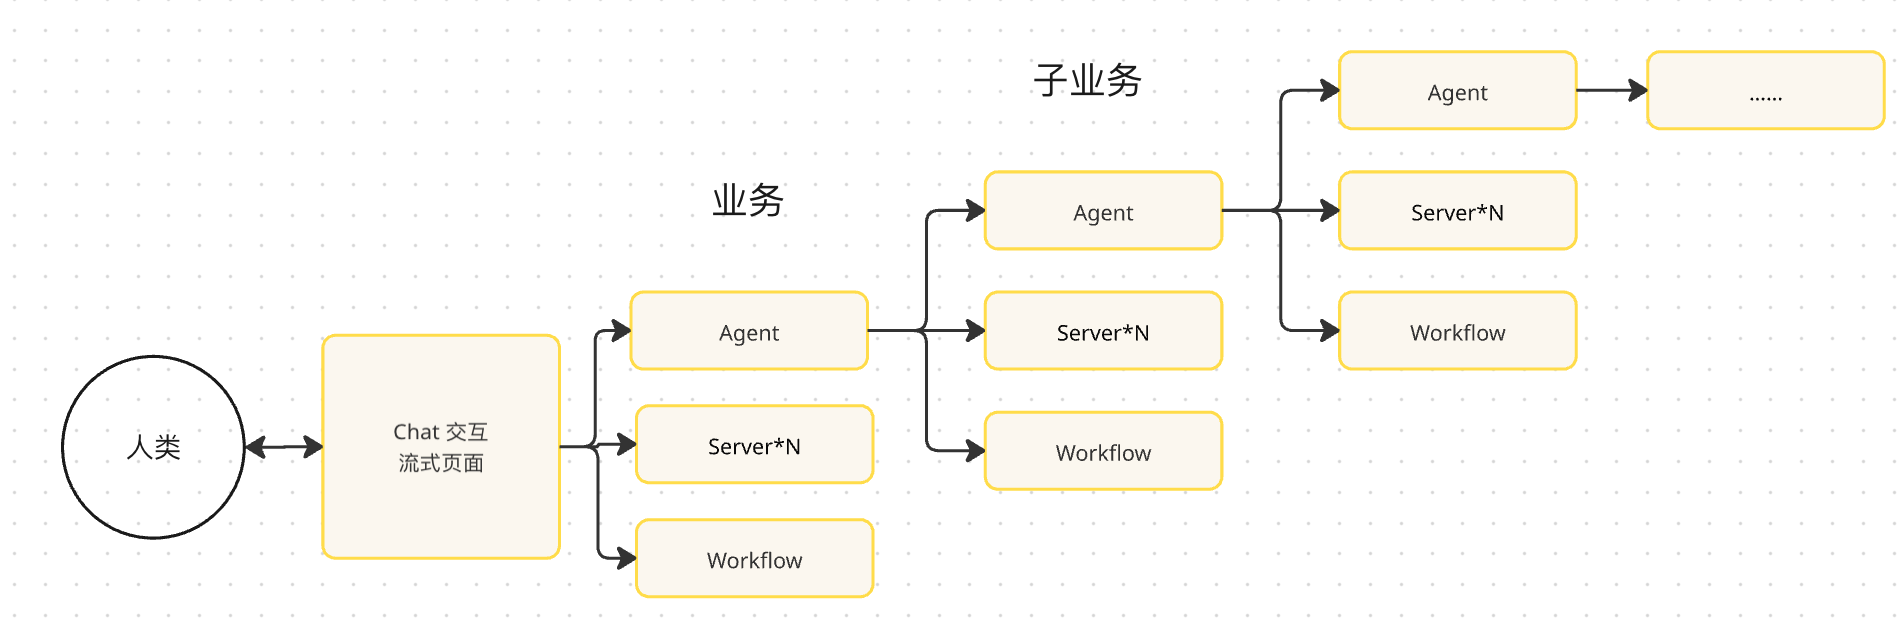 子业务
Agent
......
业务
Agent
Server*N
Agent
Server*N
Workflow
人类
Chat 交互
流式页面
Server*N
Workflow
Workflow